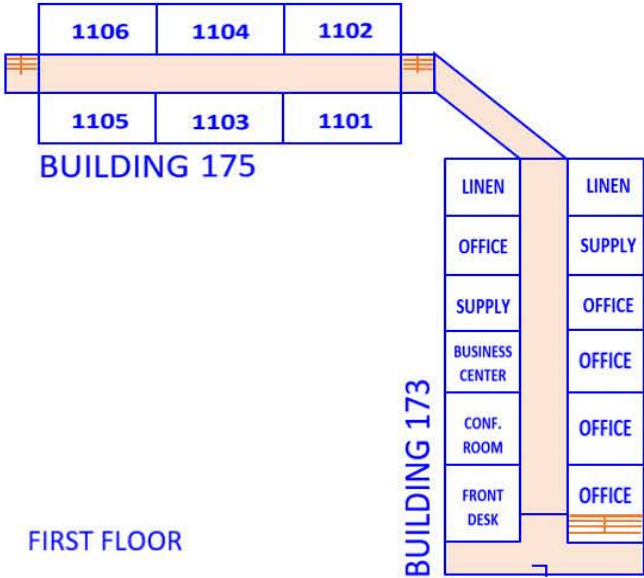 1106 1104 1102
1105 1103 1101
BUILDING 175
LINEN
OFFICE
SUPPLY
BUSINESS
CENTER
CONF.
ROOM
FRONT
DESK
LINEN
SUPPLY
OFFICE
OFFICE
OFFICE
OFFICE
BUILDING 173
FIRST FLOOR